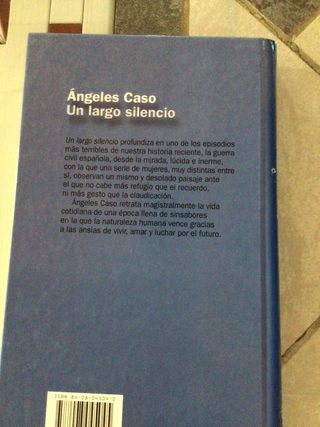 Ángeles Caso
Un largo silencio
Un largo silencio profundiza en uno de los episodios
más terribles de nuestra historia reciente, la guerra
civil española, desde la mirada, lúcida e inerme,
con la que una serie de mujeres, muy distintas entre
sí, observan un mismo y desolado paisaje ante
el que no cabe más refugio que el recuerdo,
ni más gesto que la claudicación.
Ángeles Caso retrata magistralmente la vida
cotidiana de una época llena de sinsabores
en la que la naturaleza humana vence gracias
a las ansias de vivir, amar y luchar por el futuro.
ISBN